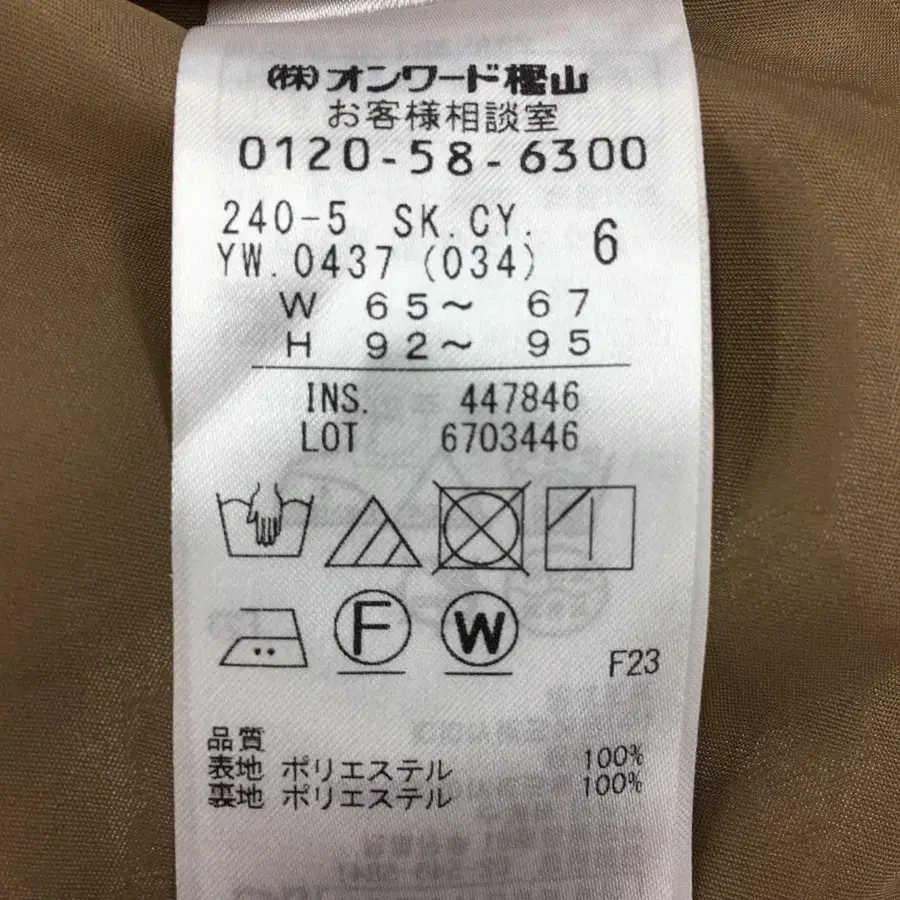 (株)オンワード樫山
お客様相談室
0120-58-6300
240-5 SK.CY. 6
YW.0437(034)
W 65～ 67
H 92～ 95
INS. 447846
LOT 6703446
F
W
F23
品質
表地 ポリエステル 100%
裏地 ポリエステル 100%